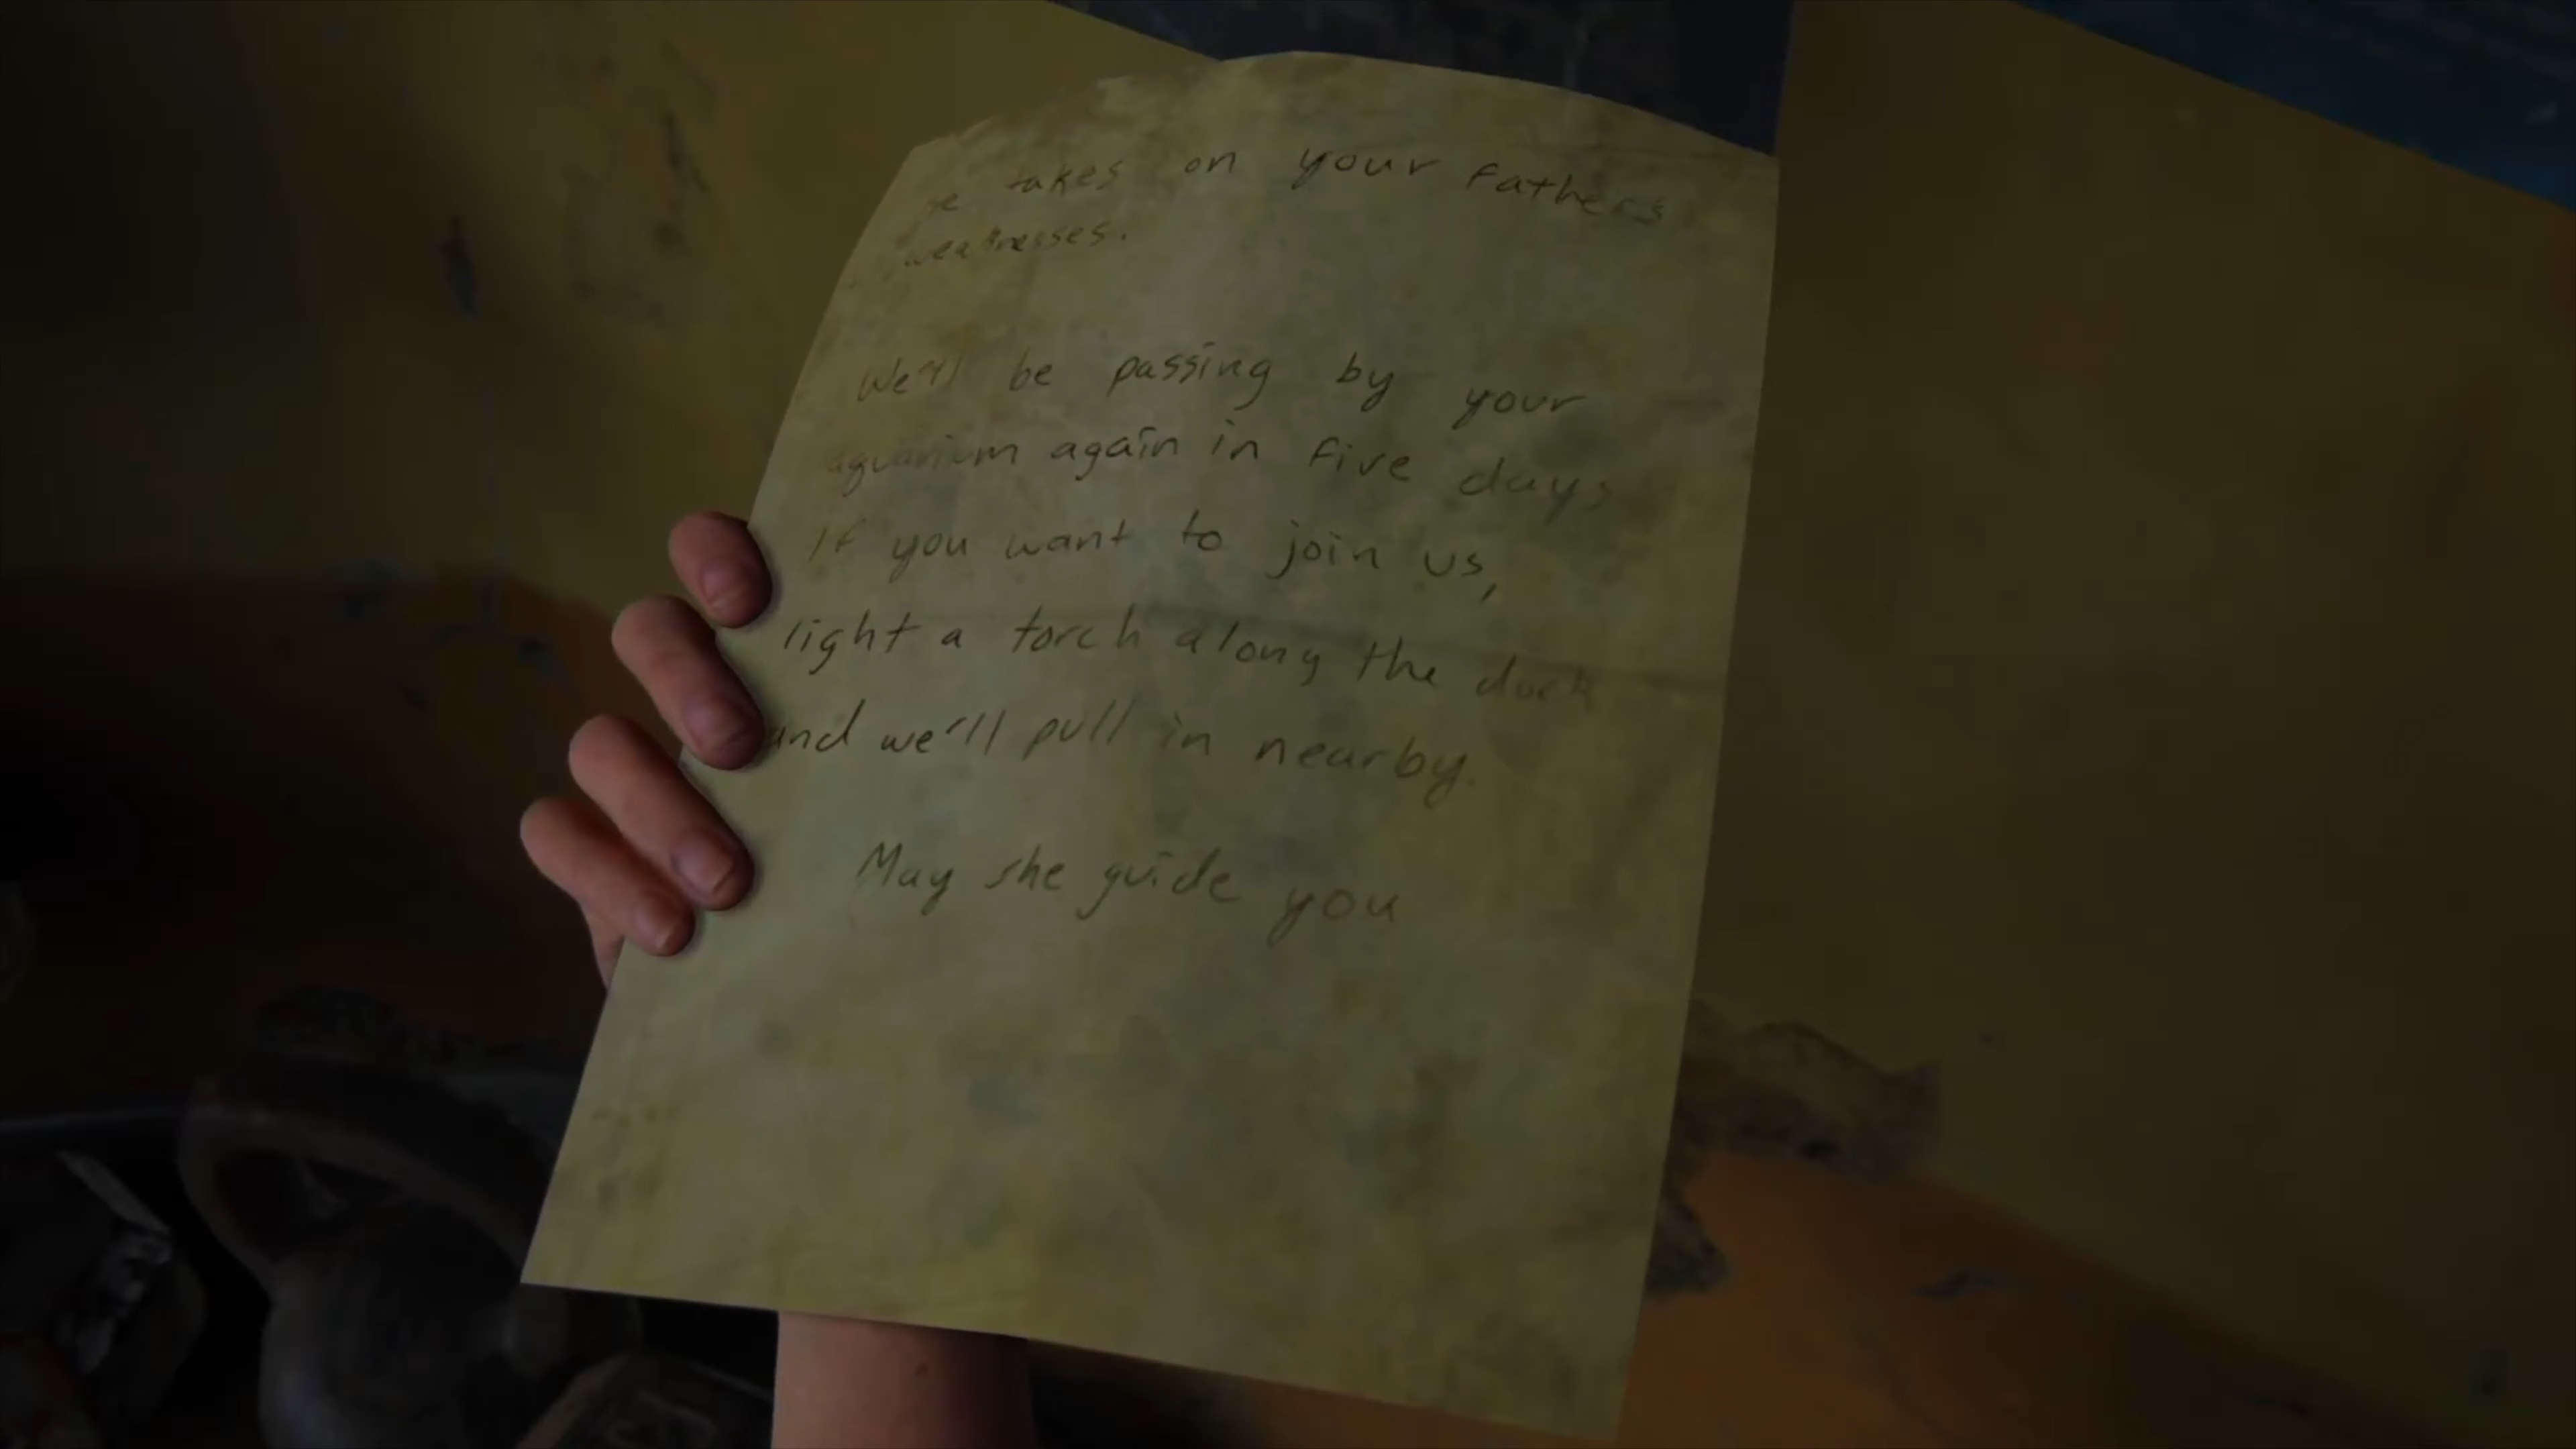 takes on your fathers
weaknesses.
We'll be passing by your
aquarium again in five days
If you want to join us,
light a torch along the dock
and we'll pull in nearby.
May she guide you